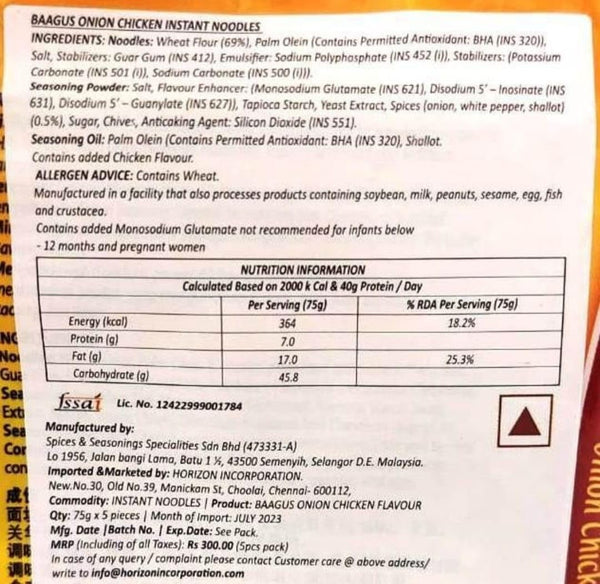 BAAGUS ONION CHICKEN INSTANT NOODLES
INGREDIENTS: Noodles: Wheat Flour (69%), Palm Olein (Contains Permitted Antioxidant: BHA (INS 320)),
Salt, Stabilizers: Guar Gum (INS 412), Emulsifier: Sodium Polyphosphate (INS 452 (i)), Stabilizers: (Potassium
Carbonate (INS 501 (i)), Sodium Carbonate (INS 500 (i))).
Seasoning Powder: Salt, Flavour Enhancer: (Monosodium Glutamate (INS 621), Disodium 5' – Inosinate (INS
631), Disodium 5' – Guanylate (INS 627)), Tapioca Starch, Yeast Extract, Spices (onion, white pepper, shallot)
(0.5%), Sugar, Chives, Anticaking Agent: Silicon Dioxide (INS 551).
Seasoning Oil: Palm Olein (Contains Permitted Antioxidant: BHA (INS 320), Shallot.
Contains added Chicken Flavour.
ALLERGEN ADVICE: Contains Wheat.
Manufactured in a facility that also processes products containing soybean, milk, peanuts, sesame, egg, fish
and crustacea.
Contains added Monosodium Glutamate not recommended for infants below
- 12 months and pregnant women
NUTRITION INFORMATION
Calculated Based on 2000 k Cal & 40g Protein / Day
Per Serving (75g) % RDA Per Serving (75g)
Energy (kcal) 364 18.2%
Protein (g) 7.0
Fat (g) 17.0 25.3%
Carbohydrate (g) 45.8
fssai Lic. No. 12422999001784
Manufactured by:
Spices & Seasonings Specialities Sdn Bhd (473331-A)
Lo 1956, Jalan bangi Lama, Batu 1 ½, 43500 Semenyih, Selangor D.E. Malaysia.
Imported &Marketed by: HORIZON INCORPORATION.
New.No.30, Old No.39, Manickam St, Choolai, Chennai- 600112,
Commodity: INSTANT NOODLES | Product: BAAGUS ONION CHICKEN FLAVOUR
Qty: 75g x 5 pieces | Month of Import: JULY 2023
Mfg. Date |Batch No. | Exp.Date: See Pack.
MRP (Including of all Taxes): Rs 300.00 (5pcs pack)
In case of any query / complaint please contact Customer care @ above address/
write to info@horizonincorporation.com